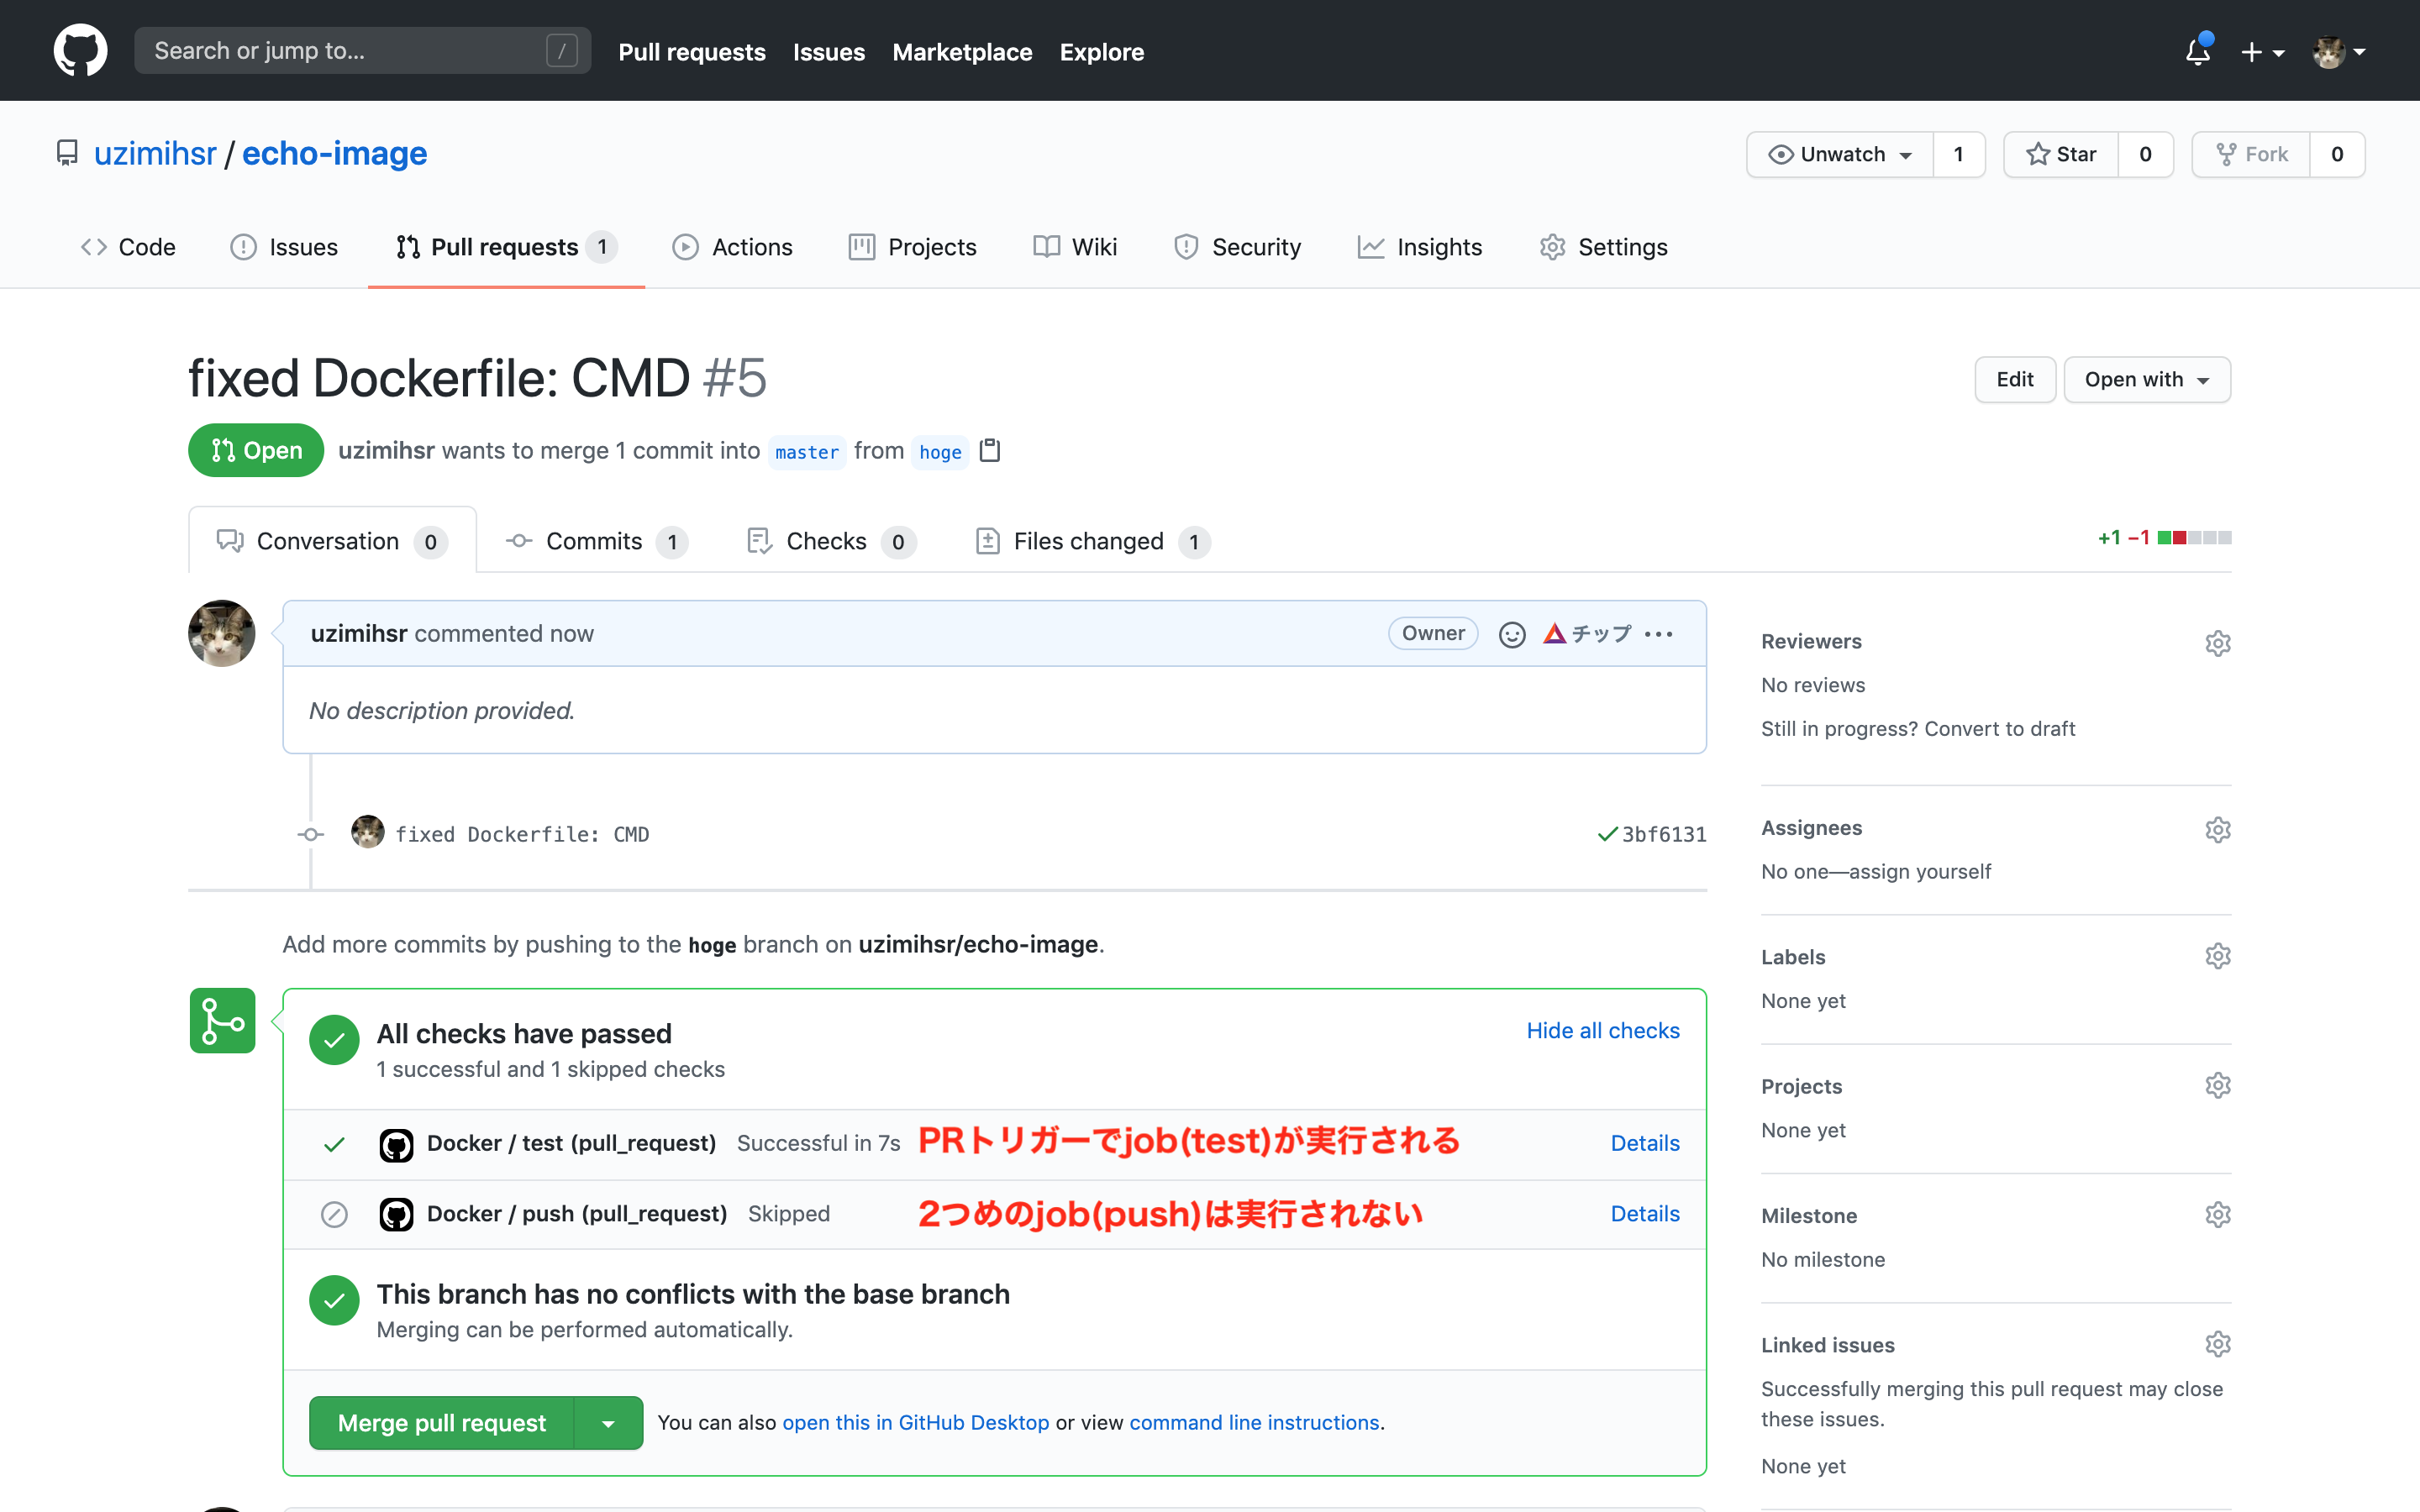 Search or jump to... /
Pull requests Issues Marketplace Explore
uzimihsr / echo-image
Unwatch 1 Star 0 Fork 0
Code Issues Pull requests 1 Actions Projects Wiki Security Insights Settings
fixed Dockerfile: CMD #5
Edit Open with
Open uzimihsr wants to merge 1 commit into master from hoge
Conversation 0 Commits 1 Checks 0 Files changed 1
+1 −1
uzimihsr commented now
Owner チップ
No description provided.
fixed Dockerfile: CMD 3bf6131
Add more commits by pushing to the hoge branch on uzimihsr/echo-image.
All checks have passed
Hide all checks
1 successful and 1 skipped checks
Docker / test (pull_request) Successful in 7s PRトリガーでjob(test)が実行される Details
Docker / push (pull_request) Skipped 2つめのjob(push)は実行されない Details
This branch has no conflicts with the base branch
Merging can be performed automatically.
Merge pull request You can also open this in GitHub Desktop or view command line instructions.
Reviewers
No reviews
Still in progress? Convert to draft
Assignees
No one—assign yourself
Labels
None yet
Projects
None yet
Milestone
No milestone
Linked issues
Successfully merging this pull request may close
these issues.
None yet